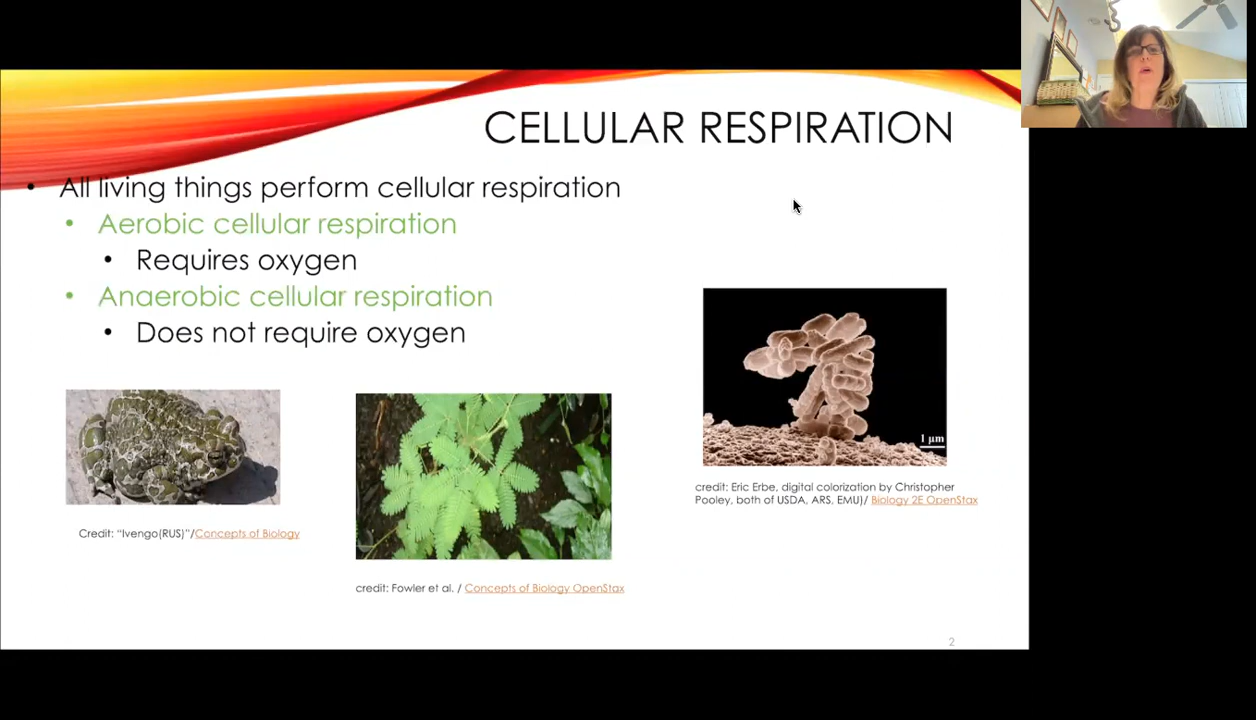 CELLULAR RESPIRATION
• All living things perform cellular respiration
• Aerobic cellular respiration
• Requires oxygen
• Anaerobic cellular respiration
• Does not require oxygen
1 μm
credit: Eric Erbe, digital colorization by Christopher
Pooley, both of USDA, ARS, EMU)/ Biology 2E OpenStax
Credit: “Ivengo(RUS)”/Concepts of Biology
credit: Fowler et al. / Concepts of Biology OpenStax
2